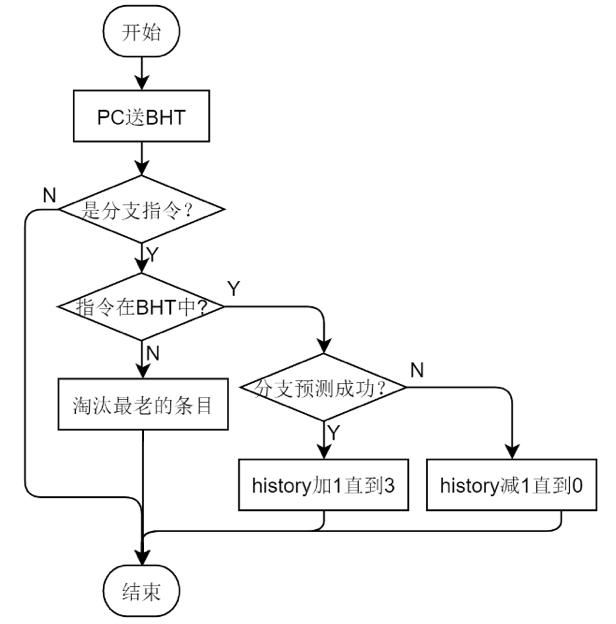 开始
PC送BHT
N
是分支指令？
Y
指令在BHT中?
Y
N
淘汰最老的条目
分支预测成功?
N
Y
history加1直到3
history减1直到0
结束